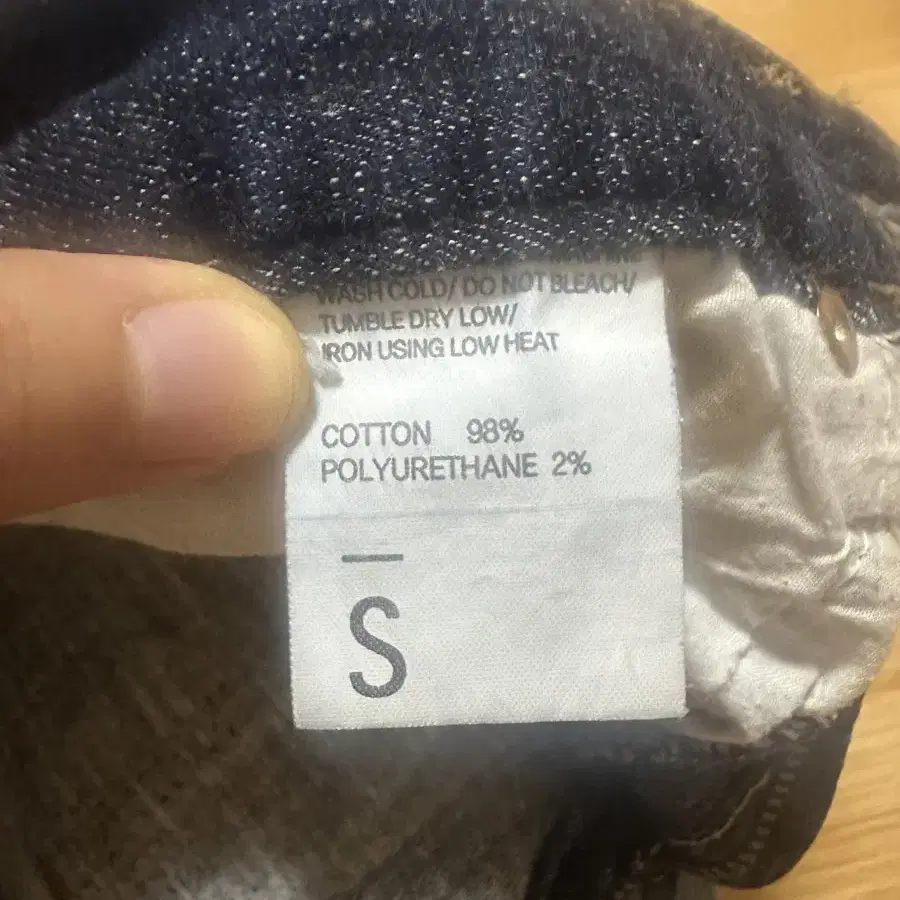 WASH COLD/ DO NOT BLEACH/
TUMBLE DRY LOW/
IRON USING LOW HEAT
COTTON 98%
POLYURETHANE 2%
S